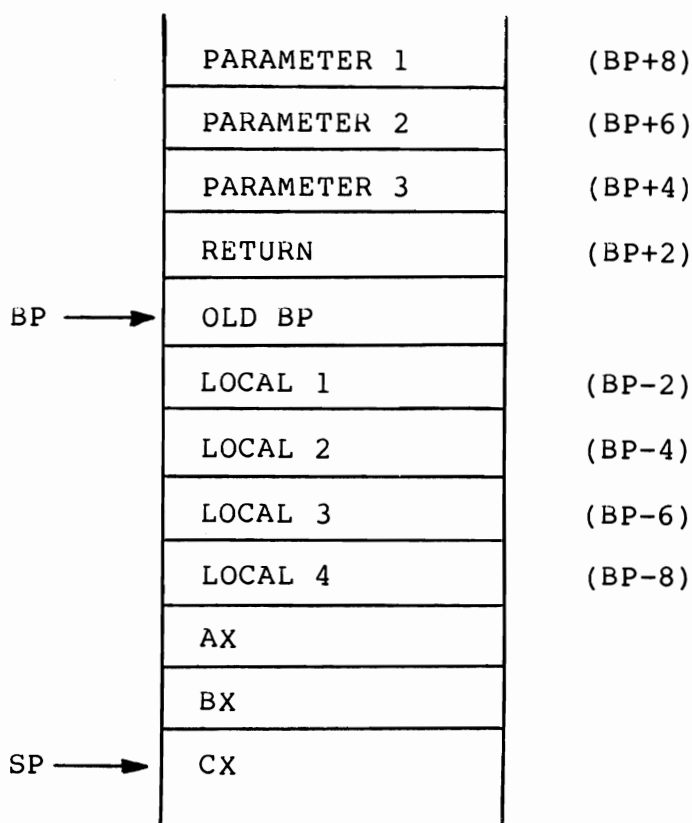 PARAMETER 1 (BP+8)
PARAMETER 2 (BP+6)
PARAMETER 3 (BP+4)
RETURN (BP+2)
BP OLD BP
LOCAL 1 (BP-2)
LOCAL 2 (BP-4)
LOCAL 3 (BP-6)
LOCAL 4 (BP-8)
AX
BX
SP CX